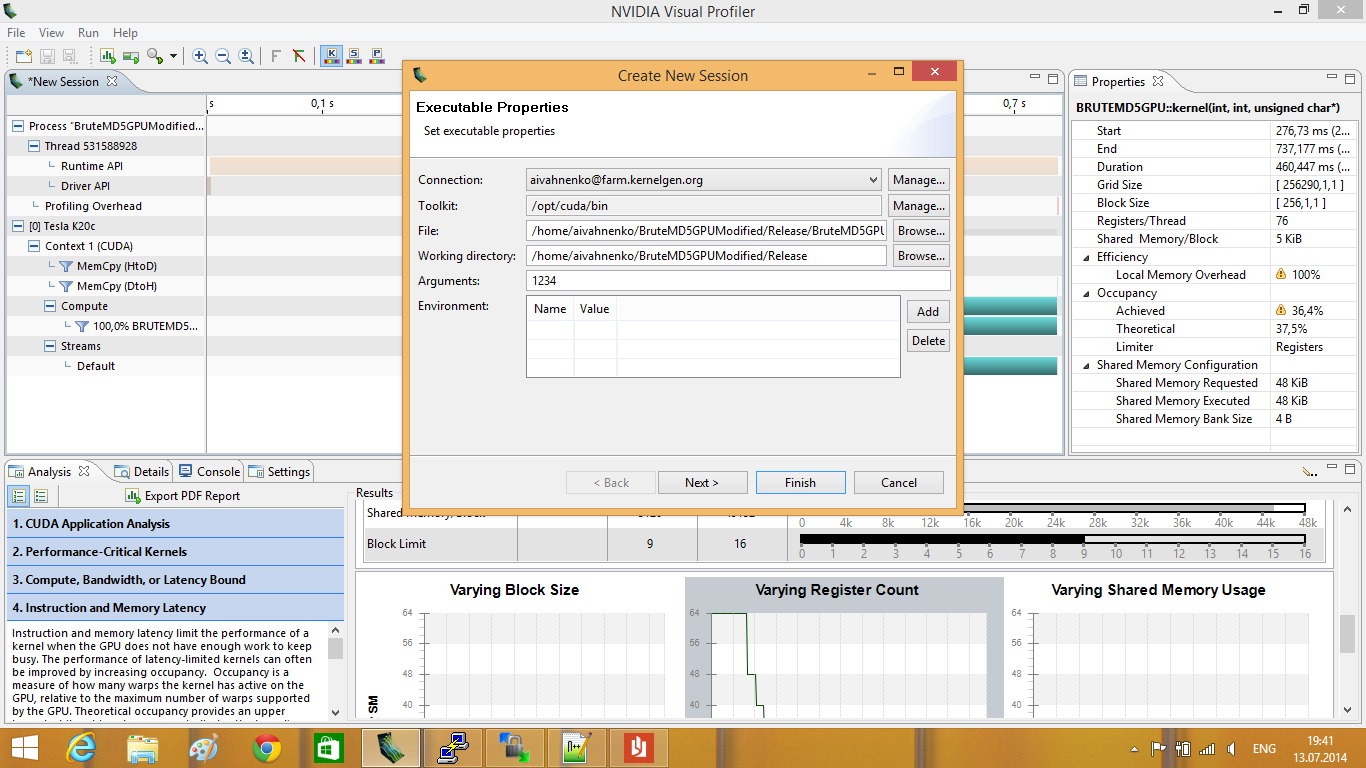 NVIDIA Visual Profiler
File View Run Help
*New Session
s 0,1 s 0,7 s
Process "BruteMD5GPUModified...
Thread 531588928
Runtime API
Driver API
Profiling Overhead
[0] Tesla K20c
Context 1 (CUDA)
MemCpy (HtoD)
MemCpy (DtoH)
Compute
100,0% BRUTEMD5...
Streams
Default
Create New Session
Executable Properties
Set executable properties
Connection: aivahnenko@farm.kernelgen.org Manage...
Toolkit: /opt/cuda/bin Manage...
File: /home/aivahnenko/BruteMD5GPUModified/Release/BruteMD5GPU Browse...
Working directory: /home/aivahnenko/BruteMD5GPUModified/Release Browse...
Arguments: 1234
Environment: Name Value Add
Delete
< Back Next > Finish Cancel
Properties
BRUTEMD5GPU::kernel(int, int, unsigned char*)
Start 276,73 ms (2...
End 737,177 ms (...
Duration 460,447 ms (...
Grid Size [ 256290,1,1 ]
Block Size [ 256,1,1 ]
Registers/Thread 76
Shared Memory/Block 5 KiB
Efficiency
Local Memory Overhead 100%
Occupancy
Achieved 36,4%
Theoretical 37,5%
Limiter Registers
Shared Memory Configuration
Shared Memory Requested 48 KiB
Shared Memory Executed 48 KiB
Shared Memory Bank Size 4 B
Analysis Details Console Settings
Export PDF Report
1. CUDA Application Analysis
2. Performance-Critical Kernels
3. Compute, Bandwidth, or Latency Bound
4. Instruction and Memory Latency
Instruction and memory latency limit the performance of a
kernel when the GPU does not have enough work to keep
busy. The performance of latency-limited kernels can often
be improved by increasing occupancy. Occupancy is a
measure of how many warps the kernel has active on the
GPU, relative to the maximum number of warps supported
by the GPU. Theoretical occupancy provides an upper
Results
Shared Memory/Block
0 4k 8k 12k 16k 20k 24k 28k 32k 36k 40k 44k 48k
Block Limit 9 16
0 1 2 3 4 5 6 7 8 9 10 11 12 13 14 15 16
Varying Block Size Varying Register Count Varying Shared Memory Usage
64 64 64
56 56 56
48 48 48
40 40 40
SM
ENG 19:41
13.07.2014